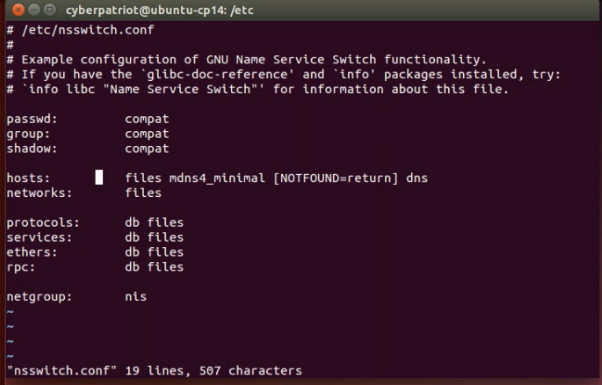 cyberpatriot@ubuntu-cp14: /etc
# /etc/nsswitch.conf
#
# Example configuration of GNU Name Service Switch functionality.
# If you have the `glibc-doc-reference' and `info' packages installed, try:
# `info libc "Name Service Switch"' for information about this file.

passwd:         compat
group:          compat
shadow:         compat

hosts:          files mdns4_minimal [NOTFOUND=return] dns
networks:       files

protocols:      db files
services:       db files
ethers:         db files
rpc:            db files

netgroup:       nis
~
~
~
~
"nsswitch.conf" 19 lines, 507 characters